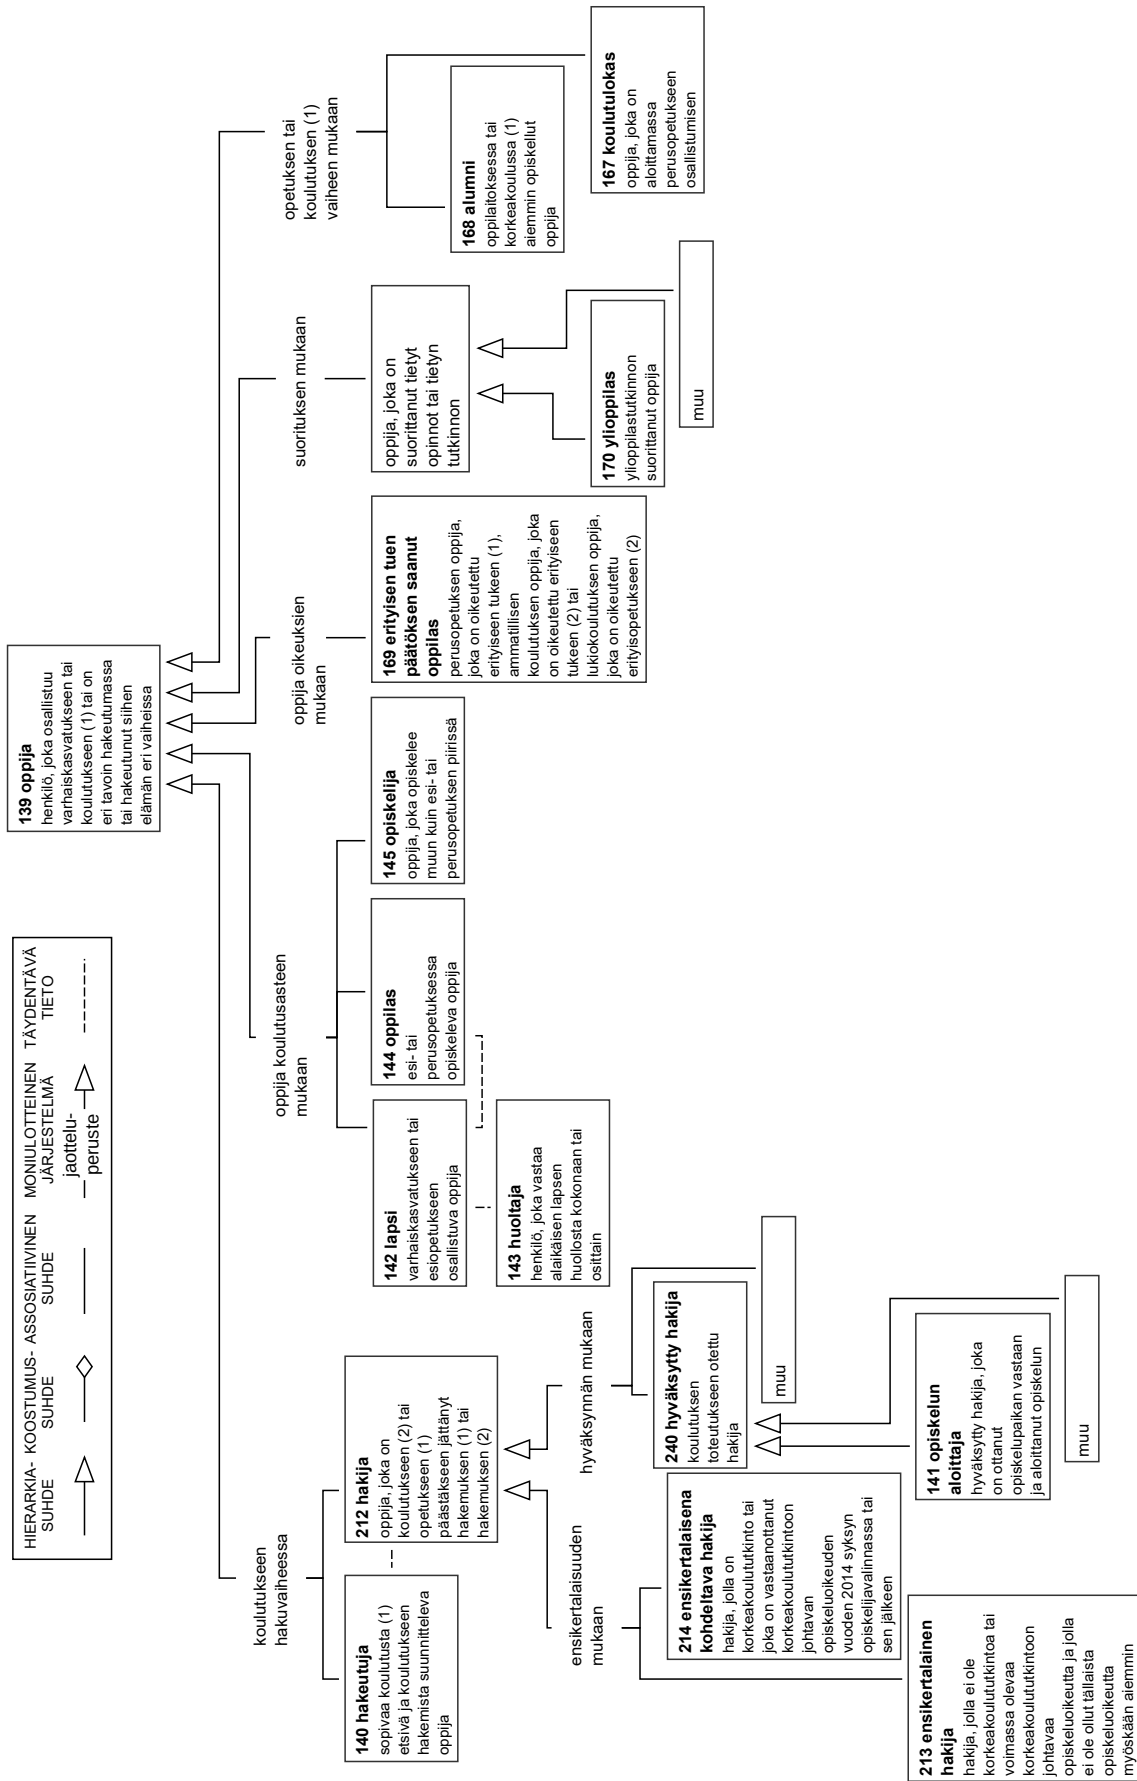 HIERARKIA-
SUHDE
KOOSTUMUS-
SUHDE
ASSOSIATIIVINEN
SUHDE
MONIULOTTEINEN
JÄRJESTELMÄ
jaottelu-
peruste
TÄYDENTÄVÄ
TIETO
139 oppija
henkilö, joka osallistuu
varhaiskasvatukseen tai
koulutukseen (1) tai on
eri tavoin hakeutumassa
tai hakeutunut siihen
elämän eri vaiheissa
koulutukseen
hakuvaiheessa
oppija koulutusasteen
mukaan
oppija oikeuksien
mukaan
suorituksen mukaan
opetuksen tai
koulutuksen (1)
vaiheen mukaan
140 hakeutuja
sopivaa koulutusta (1)
etsivä ja koulutukseen
hakemista suunnitteleva
oppija
212 hakija
oppija, joka on
koulutukseen (2) tai
opetukseen (1)
päästäkseen jättänyt
hakemuksen (1) tai
hakemuksen (2)
142 lapsi
varhaiskasvatukseen tai
esiopetukseen
osallistuva oppija
144 oppilas
esi- tai
perusopetuksessa
opiskeleva oppija
145 opiskelija
oppija, joka opiskelee
muun kuin esi- tai
perusopetuksen piirissä
169 erityisen tuen
päätöksen saanut
oppilas
perusopetuksen oppija,
joka on oikeutettu
erityiseen tukeen (1),
ammatillisen
koulutuksen oppija, joka
on oikeutettu erityiseen
tukeen (2) tai
lukiokoulutuksen oppija,
joka on oikeutettu
erityisopetukseen (2)
oppija, joka on
suorittanut tietyt
opinnot tai tietyn
tutkinnon
168 alumni
oppilaitoksessa tai
korkeakoulussa (1)
aiemmin opiskellut
oppija
167 koulutulokas
oppija, joka on
aloittamassa
perusopetukseen
osallistumisen
143 huoltaja
henkilö, joka vastaa
alaikäisen lapsen
huollosta kokonaan tai
osittain
170 ylioppilas
ylioppilastutkinnon
suorittanut oppija
muu
ensikertalaisuuden
mukaan
hyväksynnän mukaan
214 ensikertalaisena
kohdeltava hakija
hakija, jolla on
korkeakoulututkinto tai
joka on vastaanottanut
korkeakoulututkintoon
johtavan
opiskeluoikeuden
vuoden 2014 syksyn
opiskelijavalinnassa tai
sen jälkeen
240 hyväksytty hakija
koulutuksen
toteutukseen otettu
hakija
muu
213 ensikertalainen
hakija
hakija, jolla ei ole
korkeakoulututkintoa tai
voimassa olevaa
korkeakoulututkintoon
johtavaa
opiskeluoikeutta ja jolla
ei ole ollut tällaista
opiskeluoikeutta
myöskään aiemmin
141 opiskelun
aloittaja
hyväksytty hakija, joka
on ottanut
opiskelupaikan vastaan
ja aloittanut opiskelun
muu